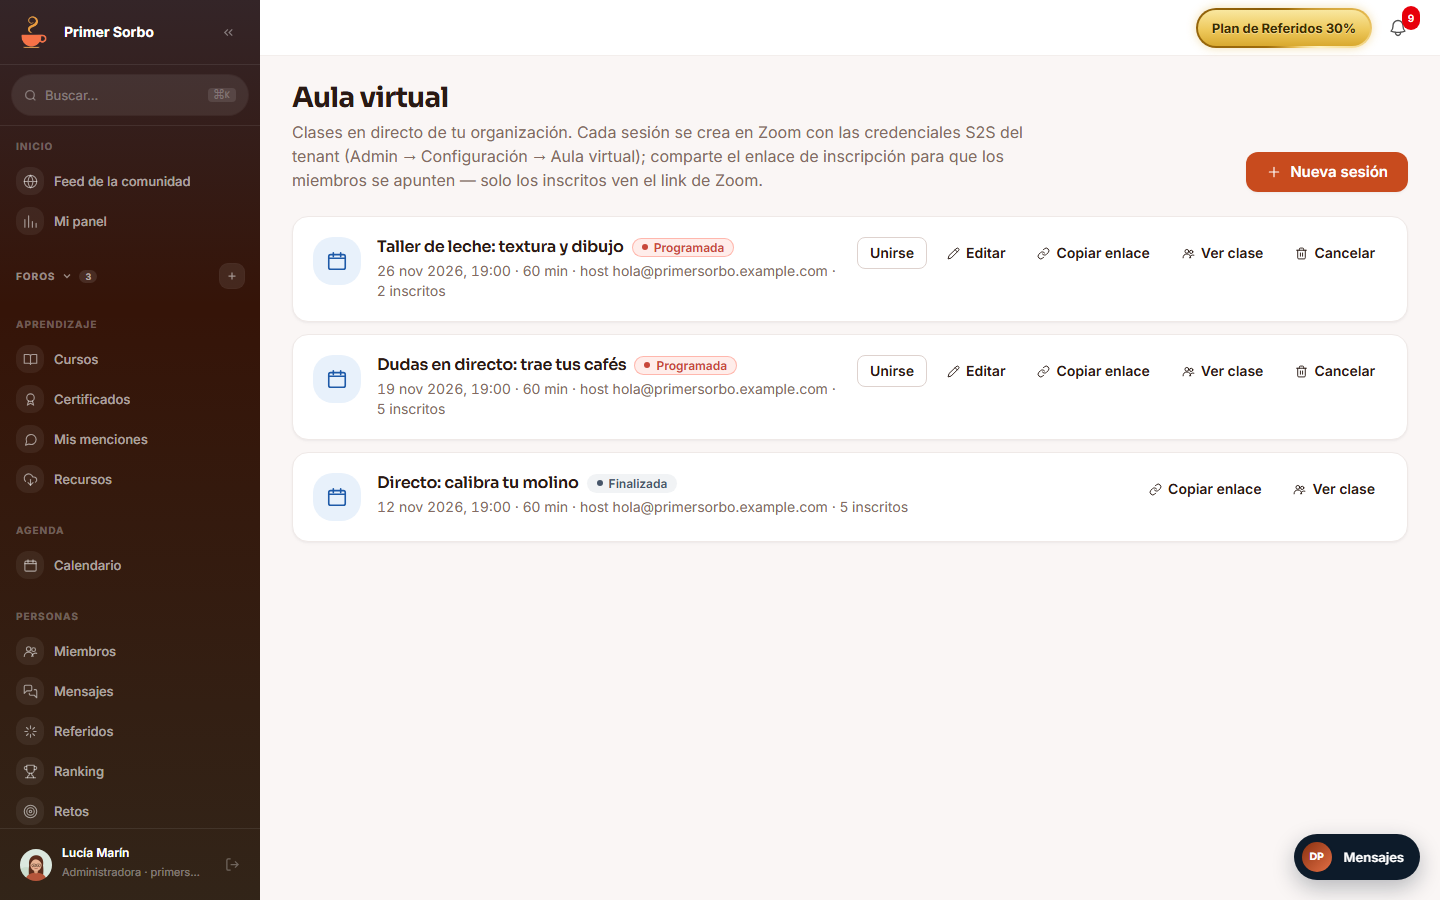 Primer Sorbo
Buscar...
⌘K
INICIO
Feed de la comunidad
Mi panel
FOROS
3
APRENDIZAJE
Cursos
Certificados
Mis menciones
Recursos
AGENDA
Calendario
PERSONAS
Miembros
Mensajes
Referidos
Ranking
Retos
Lucía Marín
Administradora · primers...
Plan de Referidos 30%
9
Aula virtual
Clases en directo de tu organización. Cada sesión se crea en Zoom con las credenciales S2S del
tenant (Admin → Configuración → Aula virtual); comparte el enlace de inscripción para que los
miembros se apunten — solo los inscritos ven el link de Zoom.
Nueva sesión
Taller de leche: textura y dibujo
Programada
26 nov 2026, 19:00 · 60 min · host hola@primersorbo.example.com ·
2 inscritos
Unirse
Editar
Copiar enlace
Ver clase
Cancelar
Dudas en directo: trae tus cafés
Programada
19 nov 2026, 19:00 · 60 min · host hola@primersorbo.example.com ·
5 inscritos
Unirse
Editar
Copiar enlace
Ver clase
Cancelar
Directo: calibra tu molino
Finalizada
12 nov 2026, 19:00 · 60 min · host hola@primersorbo.example.com · 5 inscritos
Copiar enlace
Ver clase
DP
Mensajes